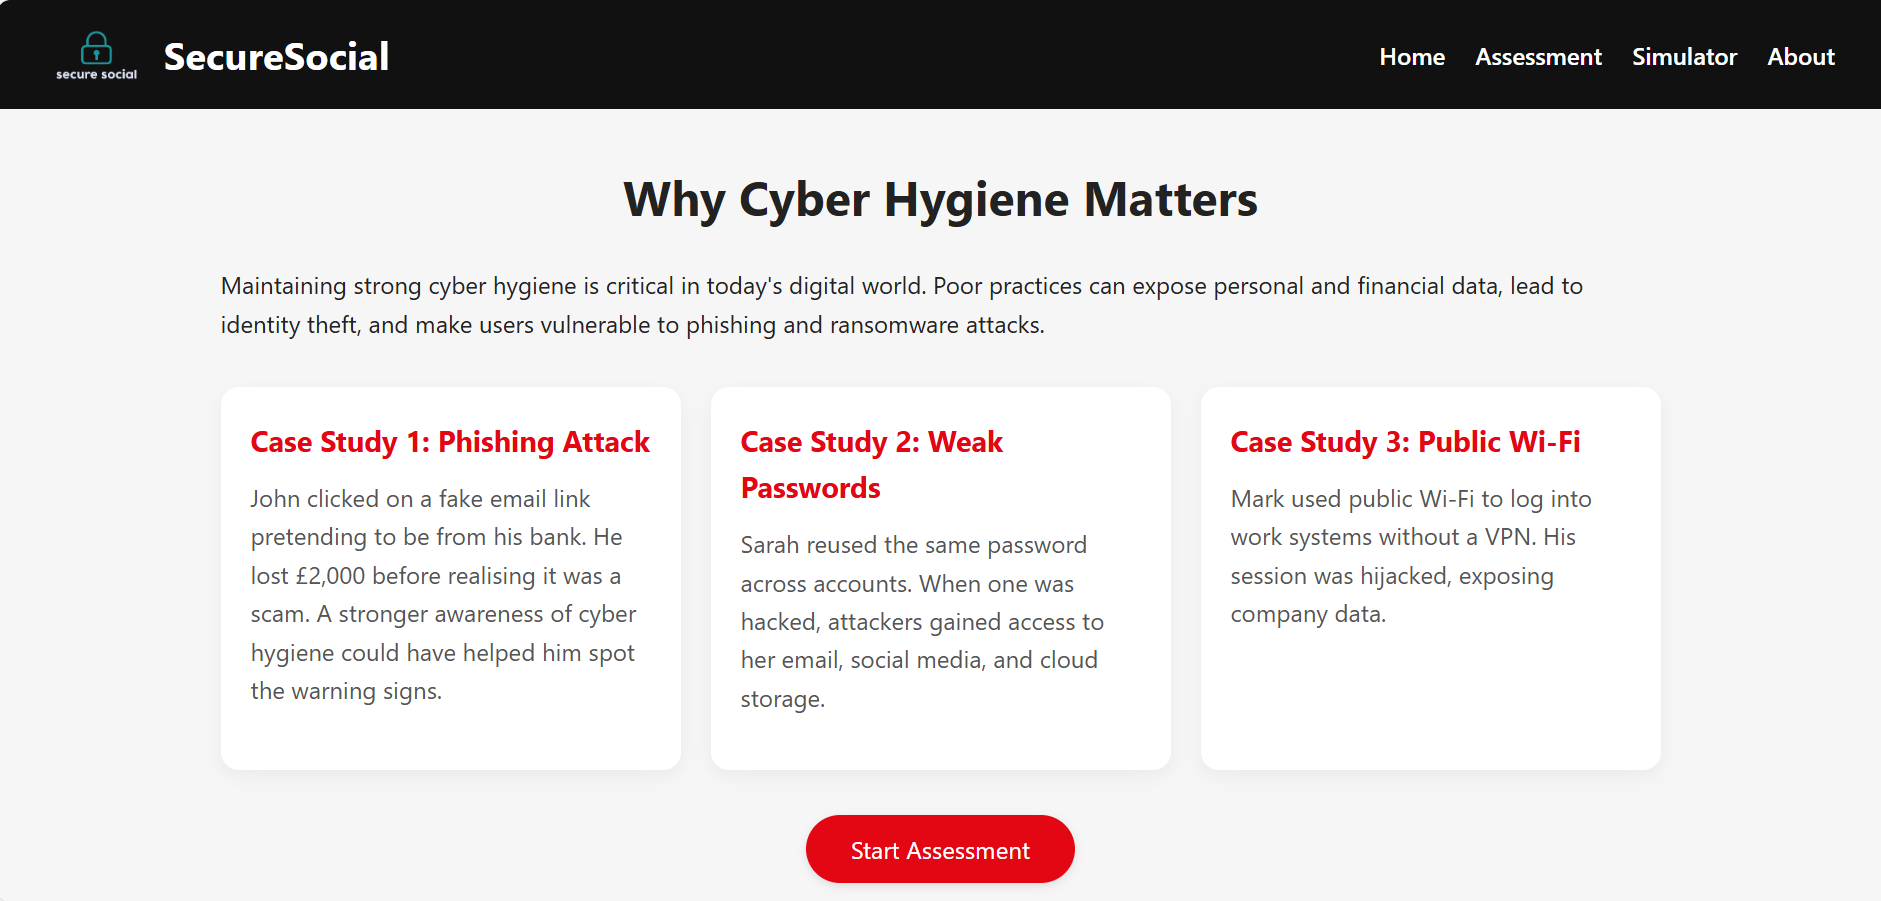 secure social
SecureSocial
Home Assessment Simulator About
Why Cyber Hygiene Matters
Maintaining strong cyber hygiene is critical in today's digital world. Poor practices can expose personal and financial data, lead to
identity theft, and make users vulnerable to phishing and ransomware attacks.
Case Study 1: Phishing Attack
John clicked on a fake email link
pretending to be from his bank. He
lost £2,000 before realising it was a
scam. A stronger awareness of cyber
hygiene could have helped him spot
the warning signs.
Case Study 2: Weak
Passwords
Sarah reused the same password
across accounts. When one was
hacked, attackers gained access to
her email, social media, and cloud
storage.
Case Study 3: Public Wi-Fi
Mark used public Wi-Fi to log into
work systems without a VPN. His
session was hijacked, exposing
company data.
Start Assessment